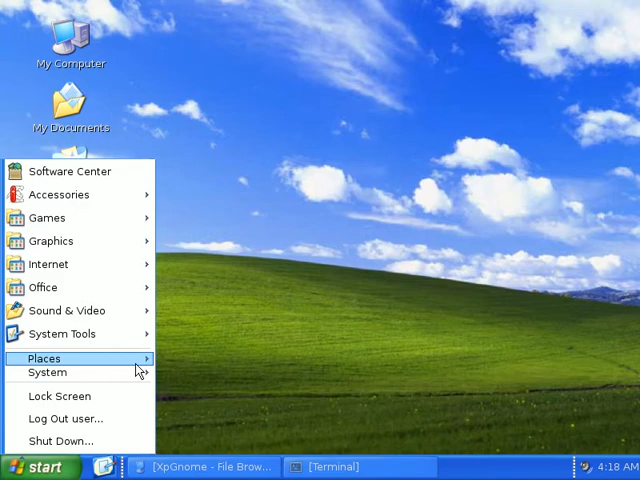 My Computer
My Documents
Software Center
Accessories
Games
Graphics
Internet
Office
Sound & Video
System Tools
Places
System
Lock Screen
Log Out user...
Shut Down...
start
[XpGnome - File Brow...
[Terminal]
4:18 AM